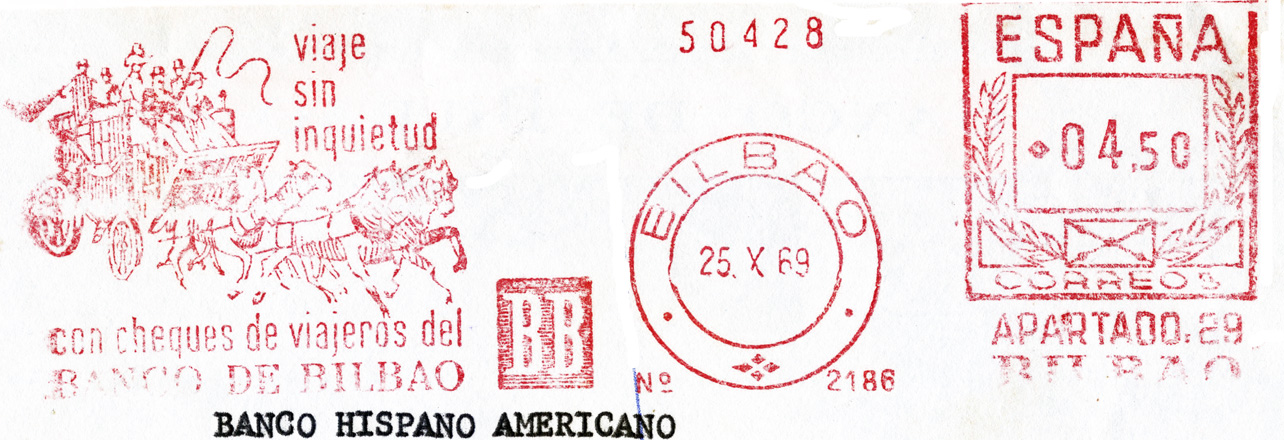 viaje
sin
inquietud
con cheques de viajeros del
BANCO DE BILBAO
BB
50428
BILBAO
25. X 69
Nº 2186
ESPAÑA
04.50
CORREOS
APARTADO. 29
BILBAO
BANCO HISPANO AMERICANO